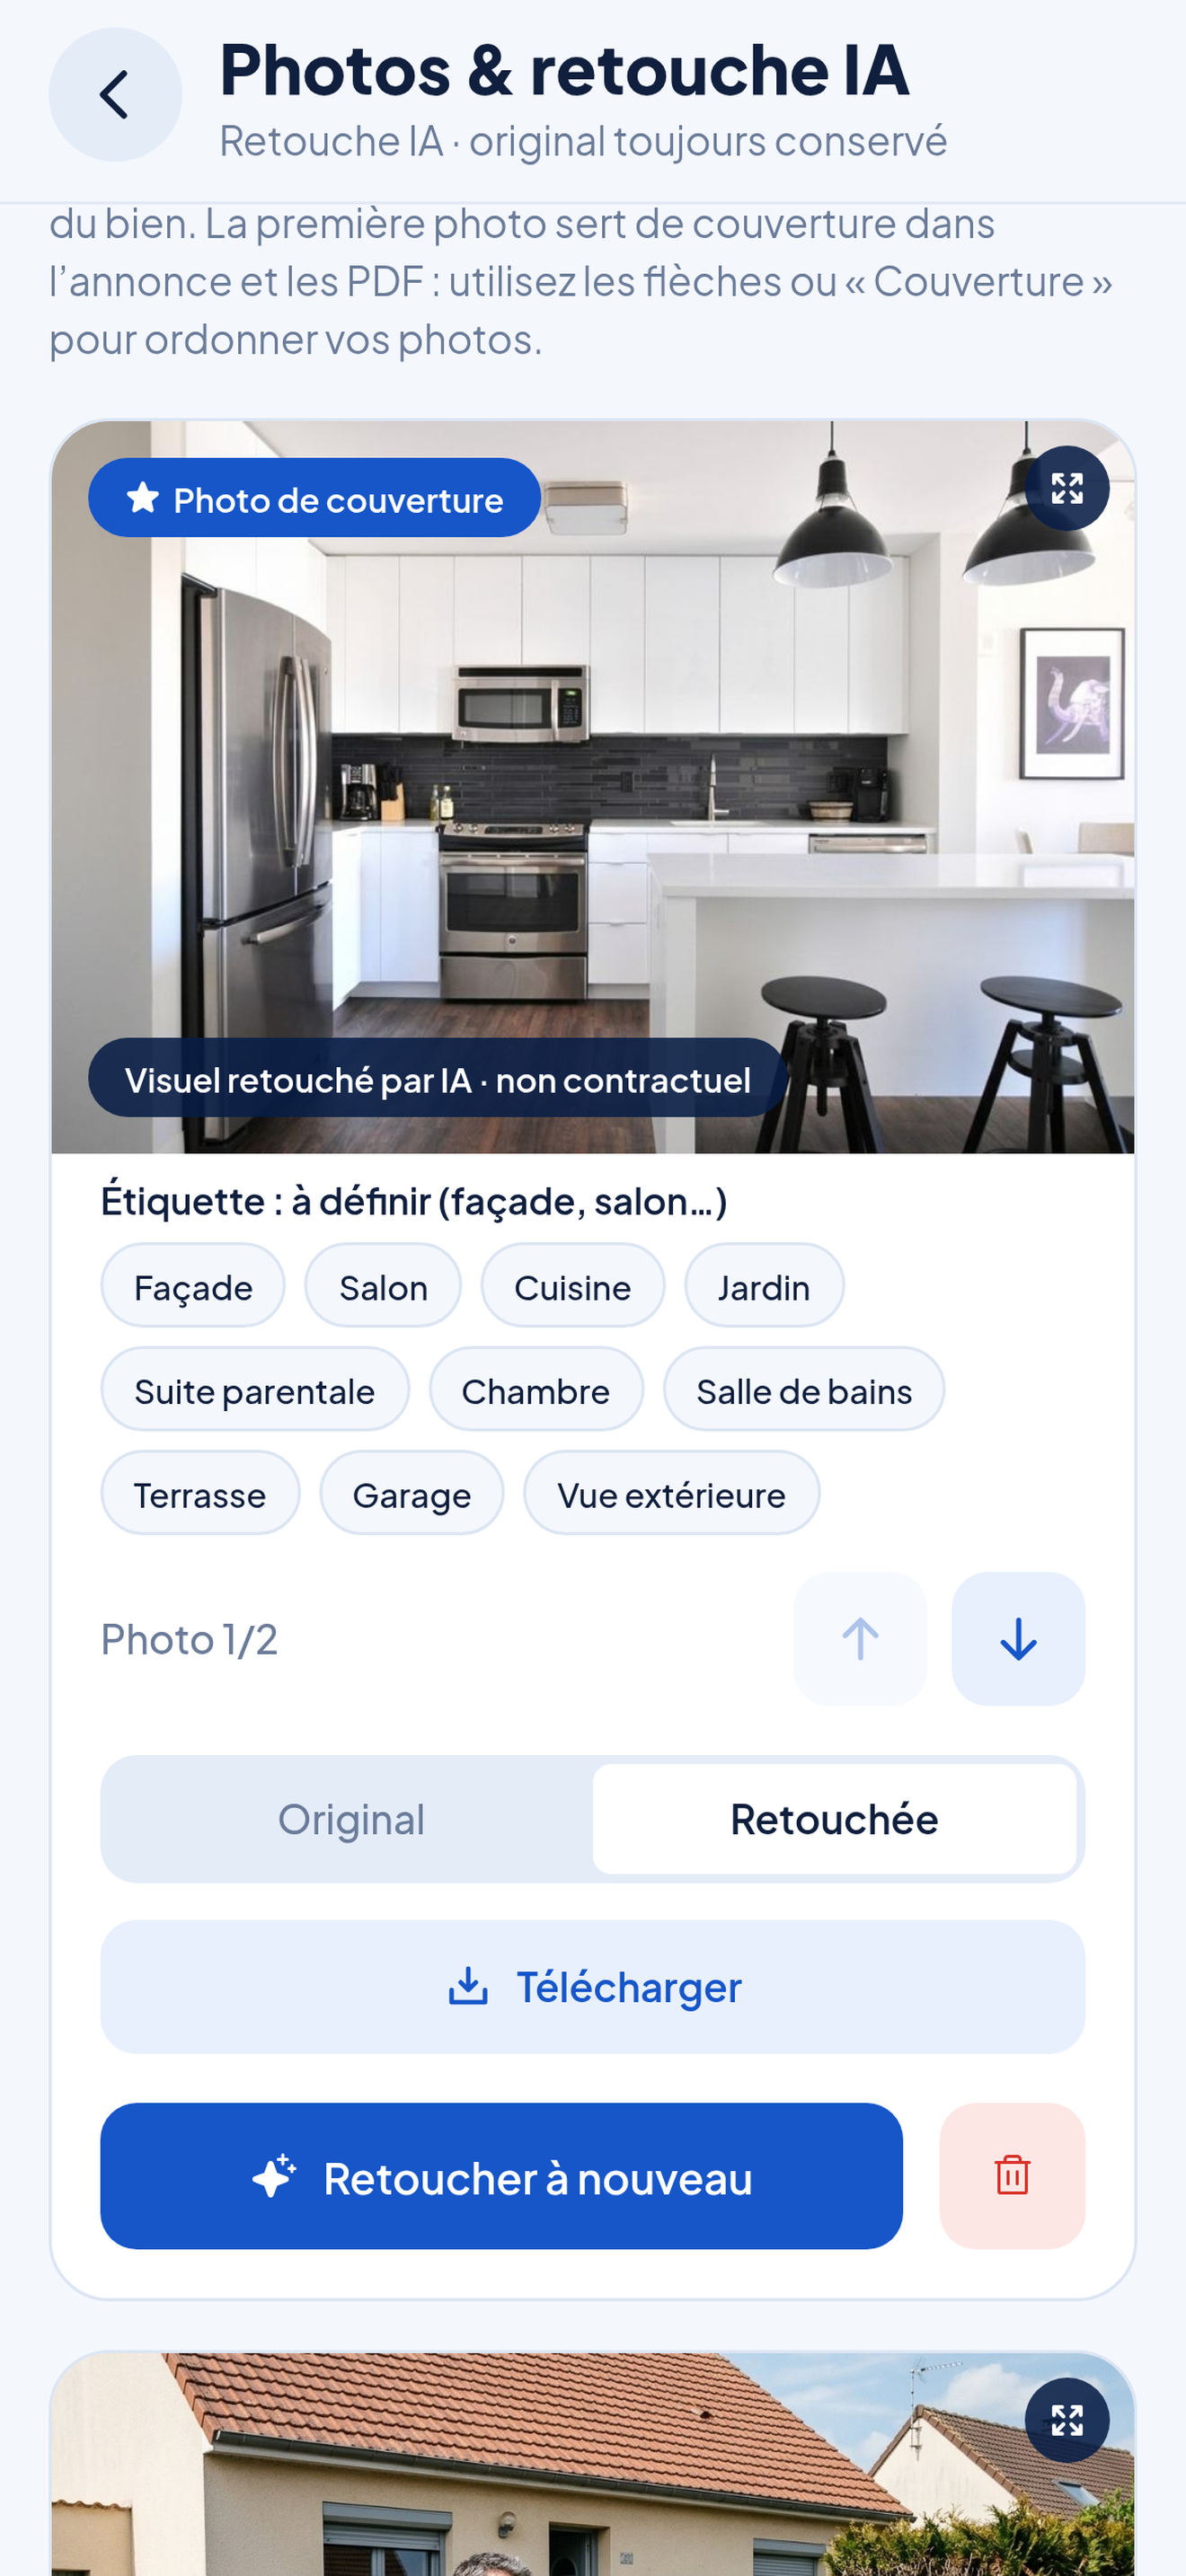 Photos & retouche IA
Retouche IA · original toujours conservé
du bien. La première photo sert de couverture dans
l’annonce et les PDF : utilisez les flèches ou « Couverture »
pour ordonner vos photos.
Photo de couverture
Visuel retouché par IA · non contractuel
Étiquette : à définir (façade, salon…)
Façade
Salon
Cuisine
Jardin
Suite parentale
Chambre
Salle de bains
Terrasse
Garage
Vue extérieure
Photo 1/2
Original
Retouchée
Télécharger
Retoucher à nouveau